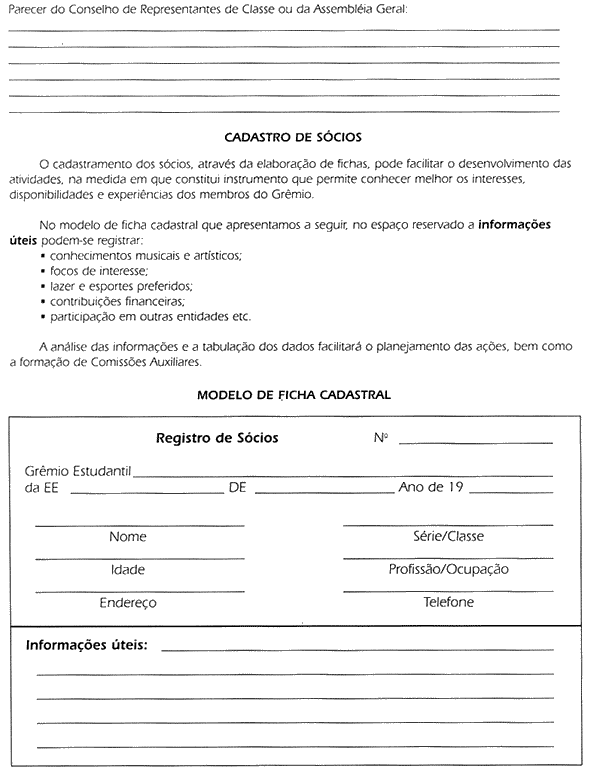 Parecer do Conselho de Representantes de Classe ou da Assembléia Geral:
CADASTRO DE SÓCIOS
O cadastramento dos sócios, através da elaboração de fichas, pode facilitar o desenvolvimento das
atividades, na medida em que constitui instrumento que permite conhecer melhor os interesses,
disponibilidades e experiências dos membros do Grêmio.
No modelo de ficha cadastral que apresentamos a seguir, no espaço reservado a informações
úteis podem-se registrar:
▪ conhecimentos musicais e artísticos;
▪ focos de interesse;
▪ lazer e esportes preferidos;
▪ contribuições financeiras;
▪ participação em outras entidades etc.
A análise das informações e a tabulação dos dados facilitará o planejamento das ações, bem como
a formação de Comissões Auxiliares.
MODELO DE FICHA CADASTRAL
Registro de Sócios Nº
Grêmio Estudantil
da EE DE Ano de 19
Nome Série/Classe
Idade Profissão/Ocupação
Endereço Telefone
Informações úteis: